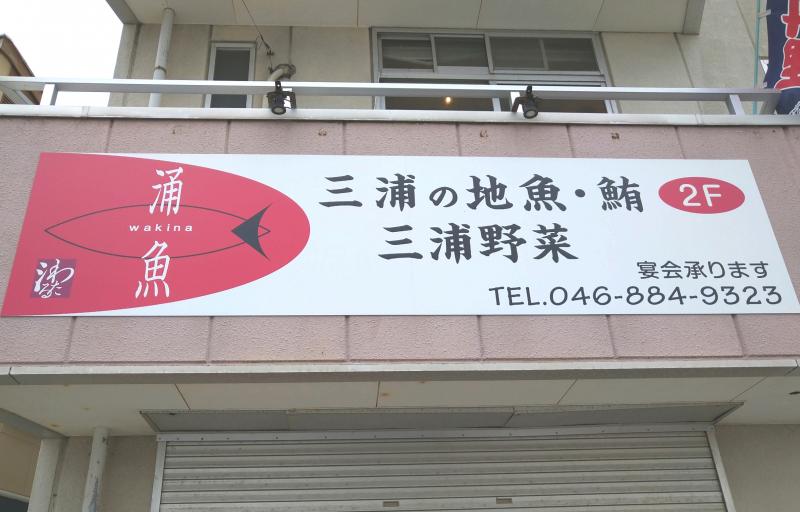 涌魚
wakina
三浦の地魚・鮪
2F
三浦野菜
宴会承ります
TEL.046-884-9323